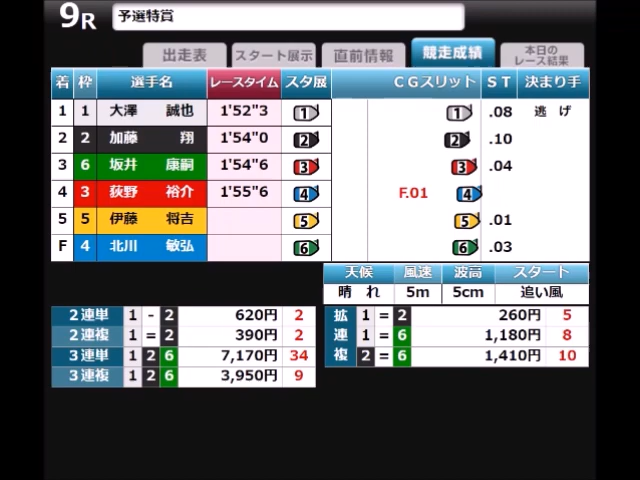 9R 予選特賞
出走表 スタート展示 直前情報 競走成績 本日の
レース結果
着 枠 選手名 レースタイム スタ展 CGスリット ST 決まり手
1 1 大澤 誠也 1'52"3 1 1 .08 逃 げ
2 2 加藤 翔 1'54"0 2 2 .10
3 6 坂井 康嗣 1'54"6 3 3 .04
4 3 荻野 裕介 1'55"6 4 F.01 4
5 5 伊藤 将吉 5 5 .01
F 4 北川 敏弘 6 6 .03
天候 風速 波高 スタート
晴 れ 5m 5cm 追い風
2連単 1 - 2 620円 2
2連複 1 = 2 390円 2
3連単 1 2 6 7,170円 34
3連複 1 2 6 3,950円 9
拡 1 = 2 260円 5
連 1 = 6 1,180円 8
複 2 = 6 1,410円 10